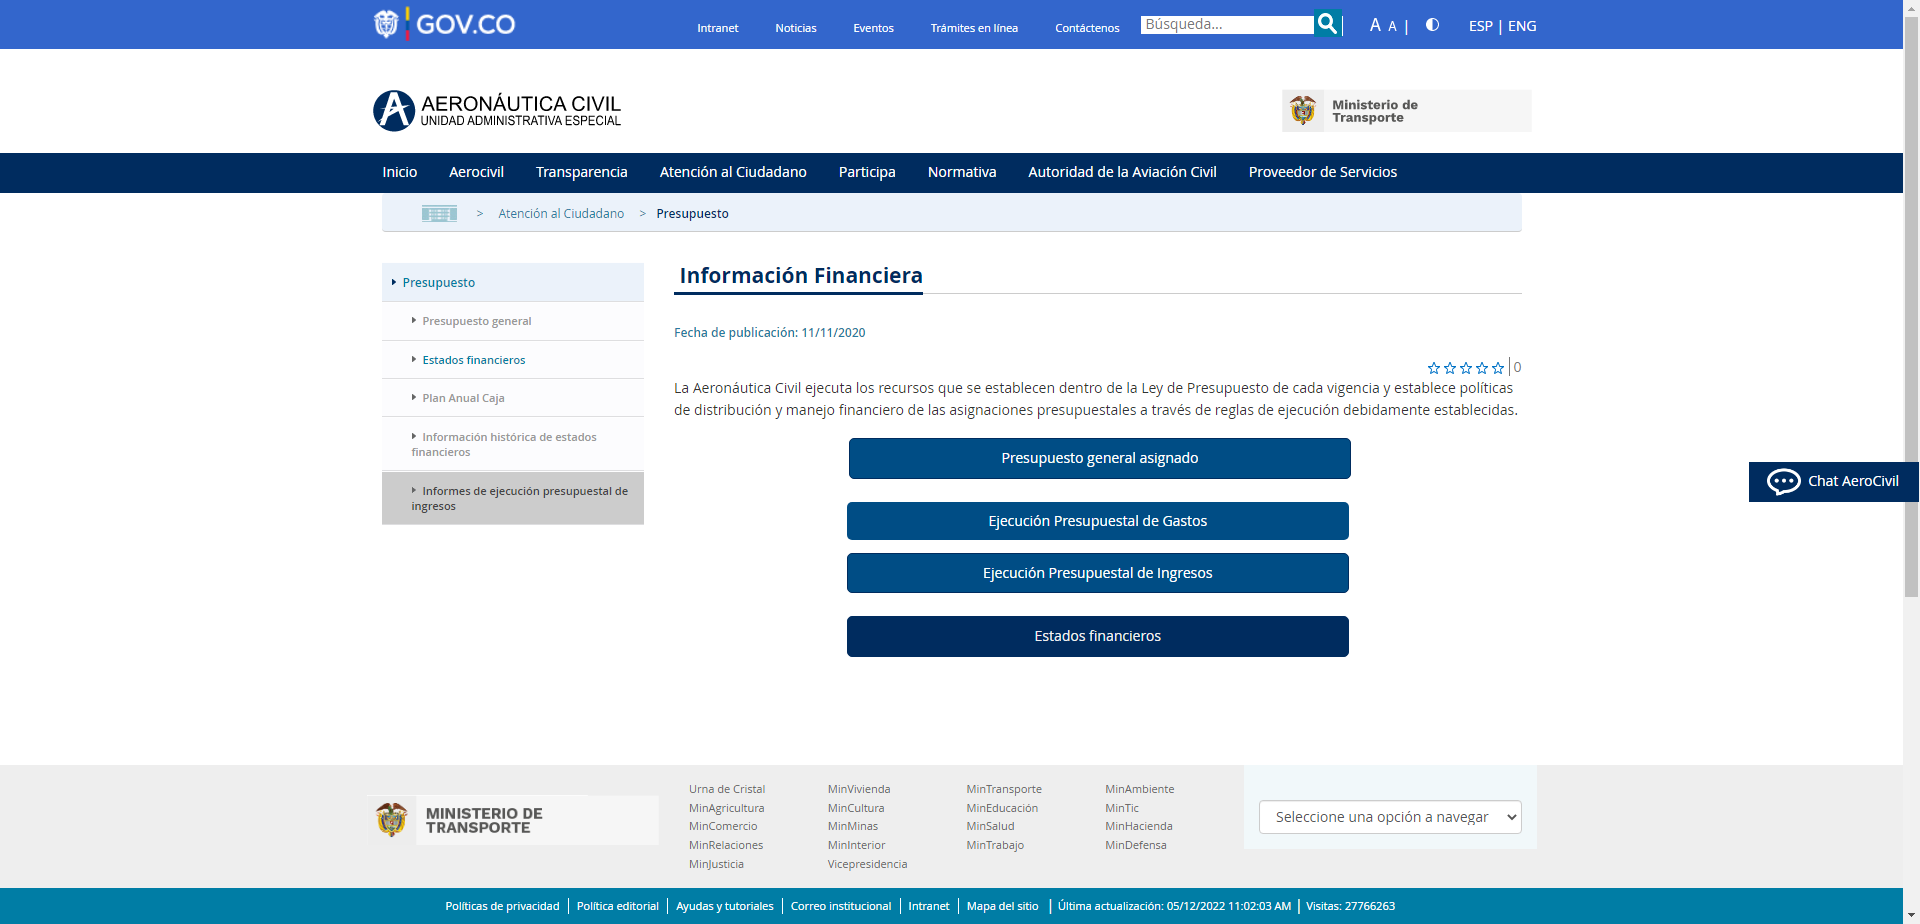 GOV.CO
Intranet
Noticias
Eventos
Trámites en línea
Contáctenos
Búsqueda...
A A |
ESP | ENG
AERONÁUTICA CIVIL
UNIDAD ADMINISTRATIVA ESPECIAL
Ministerio de
Transporte
Inicio
Aerocivil
Transparencia
Atención al Ciudadano
Participa
Normativa
Autoridad de la Aviación Civil
Proveedor de Servicios
> Atención al Ciudadano > Presupuesto
Presupuesto
Presupuesto general
Estados financieros
Plan Anual Caja
Información histórica de estados
financieros
Informes de ejecución presupuestal de
ingresos
Información Financiera
Fecha de publicación: 11/11/2020
0
La Aeronáutica Civil ejecuta los recursos que se establecen dentro de la Ley de Presupuesto de cada vigencia y establece políticas
de distribución y manejo financiero de las asignaciones presupuestales a través de reglas de ejecución debidamente establecidas.
Presupuesto general asignado
Ejecución Presupuestal de Gastos
Ejecución Presupuestal de Ingresos
Estados financieros
Chat AeroCivil
MINISTERIO DE
TRANSPORTE
Urna de Cristal
MinAgricultura
MinComercio
MinRelaciones
MinJusticia
MinVivienda
MinCultura
MinMinas
MinInterior
Vicepresidencia
MinTransporte
MinEducación
MinSalud
MinTrabajo
MinAmbiente
MinTic
MinHacienda
MinDefensa
Seleccione una opción a navegar
Políticas de privacidad | Política editorial | Ayudas y tutoriales | Correo institucional | Intranet | Mapa del sitio | Última actualización: 05/12/2022 11:02:03 AM | Visitas: 27766263